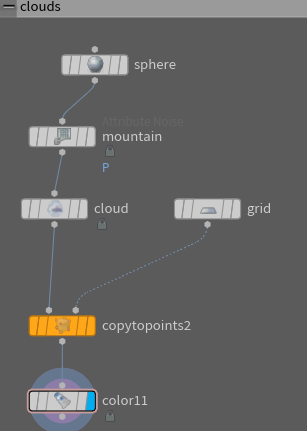 clouds
sphere
Attribute Noise
mountain
P
cloud
grid
copytopoints2
color11